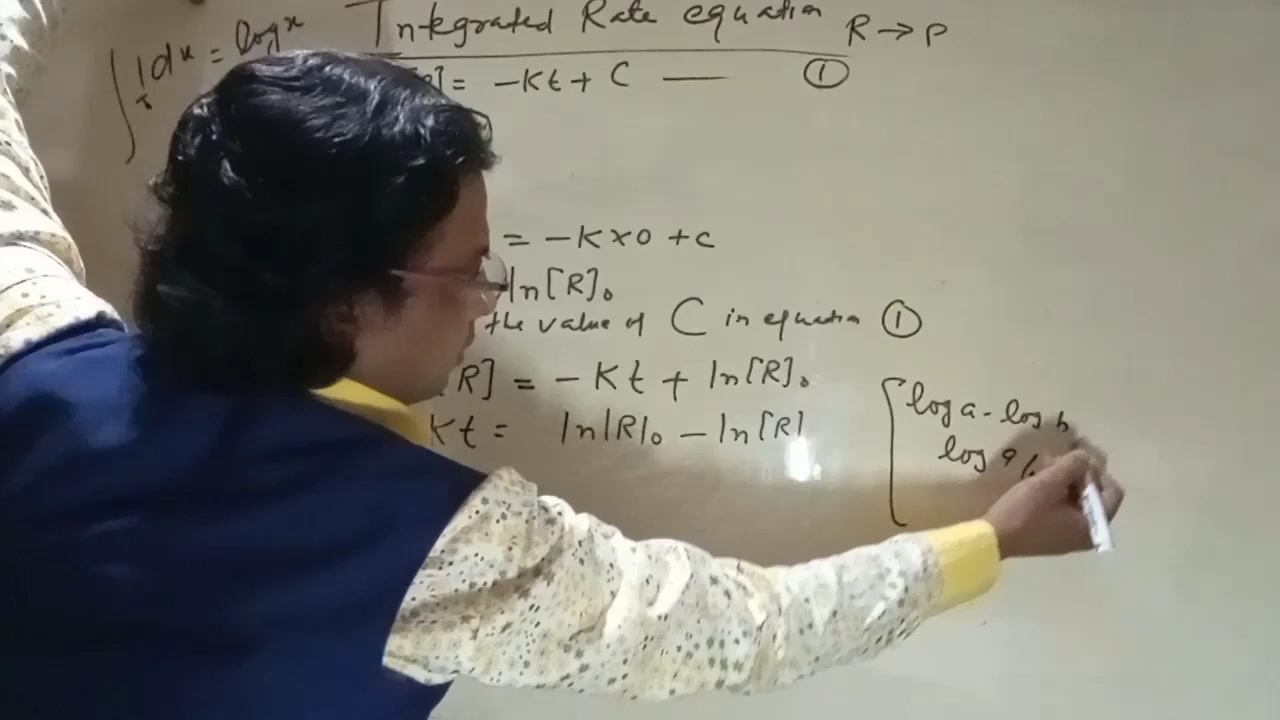 Integrated Rate equation R → P
∫ 1/x dx = log x
R] = -Kt + C —— ①
= -K×0 + C
ln[R]₀
the value of C in equation ①
[R] = -Kt + ln[R]₀
Kt = ln[R]₀ - ln[R]
log a - log b
log a/